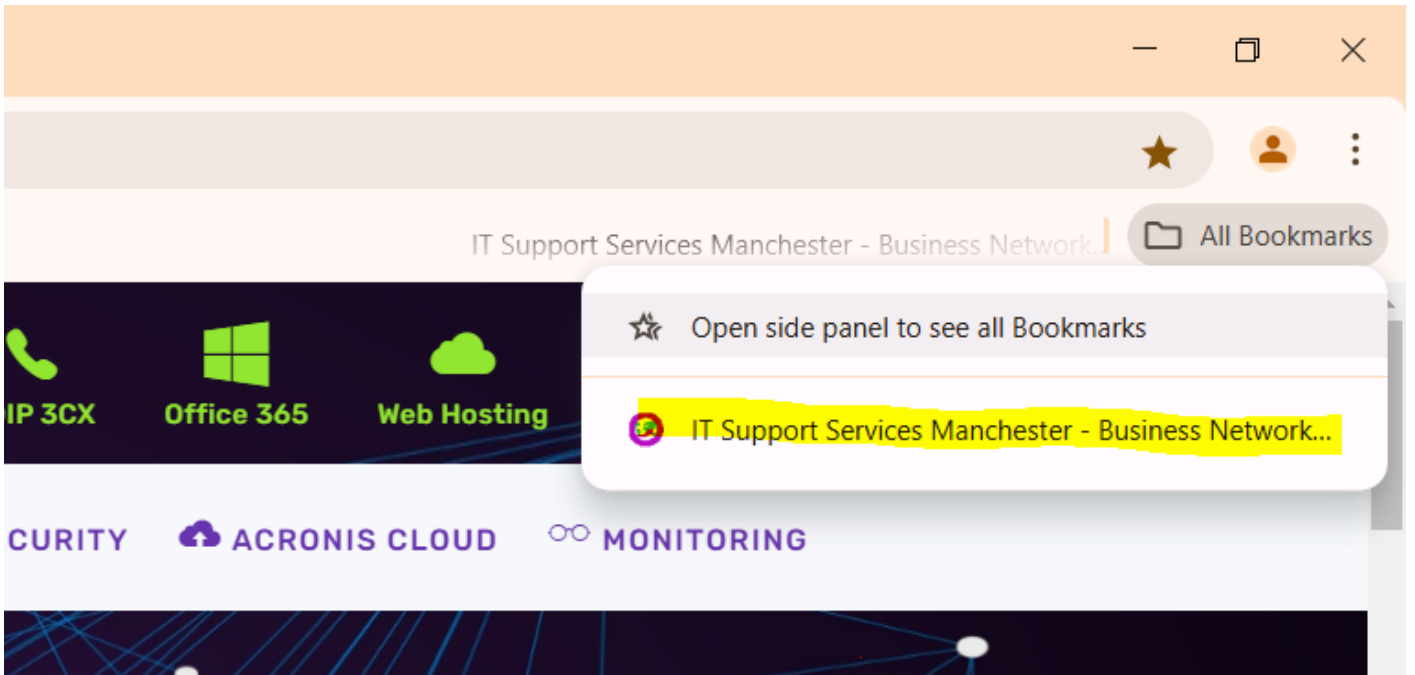 IT Support Services Manchester - Business Network...
All Bookmarks
Open side panel to see all Bookmarks
IP 3CX
Office 365
Web Hosting
IT Support Services Manchester - Business Network...
CURITY
ACRONIS CLOUD
MONITORING